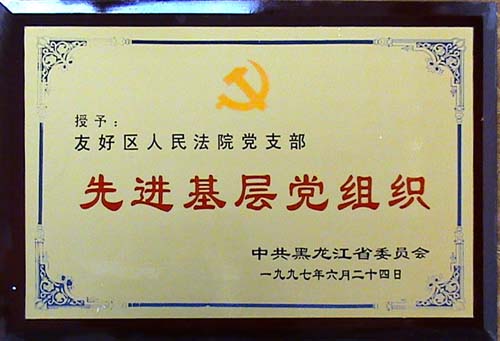 授予：
友好区人民法院党支部
先进基层党组织
中共黑龙江省委员会
一九九七年六月二十四日